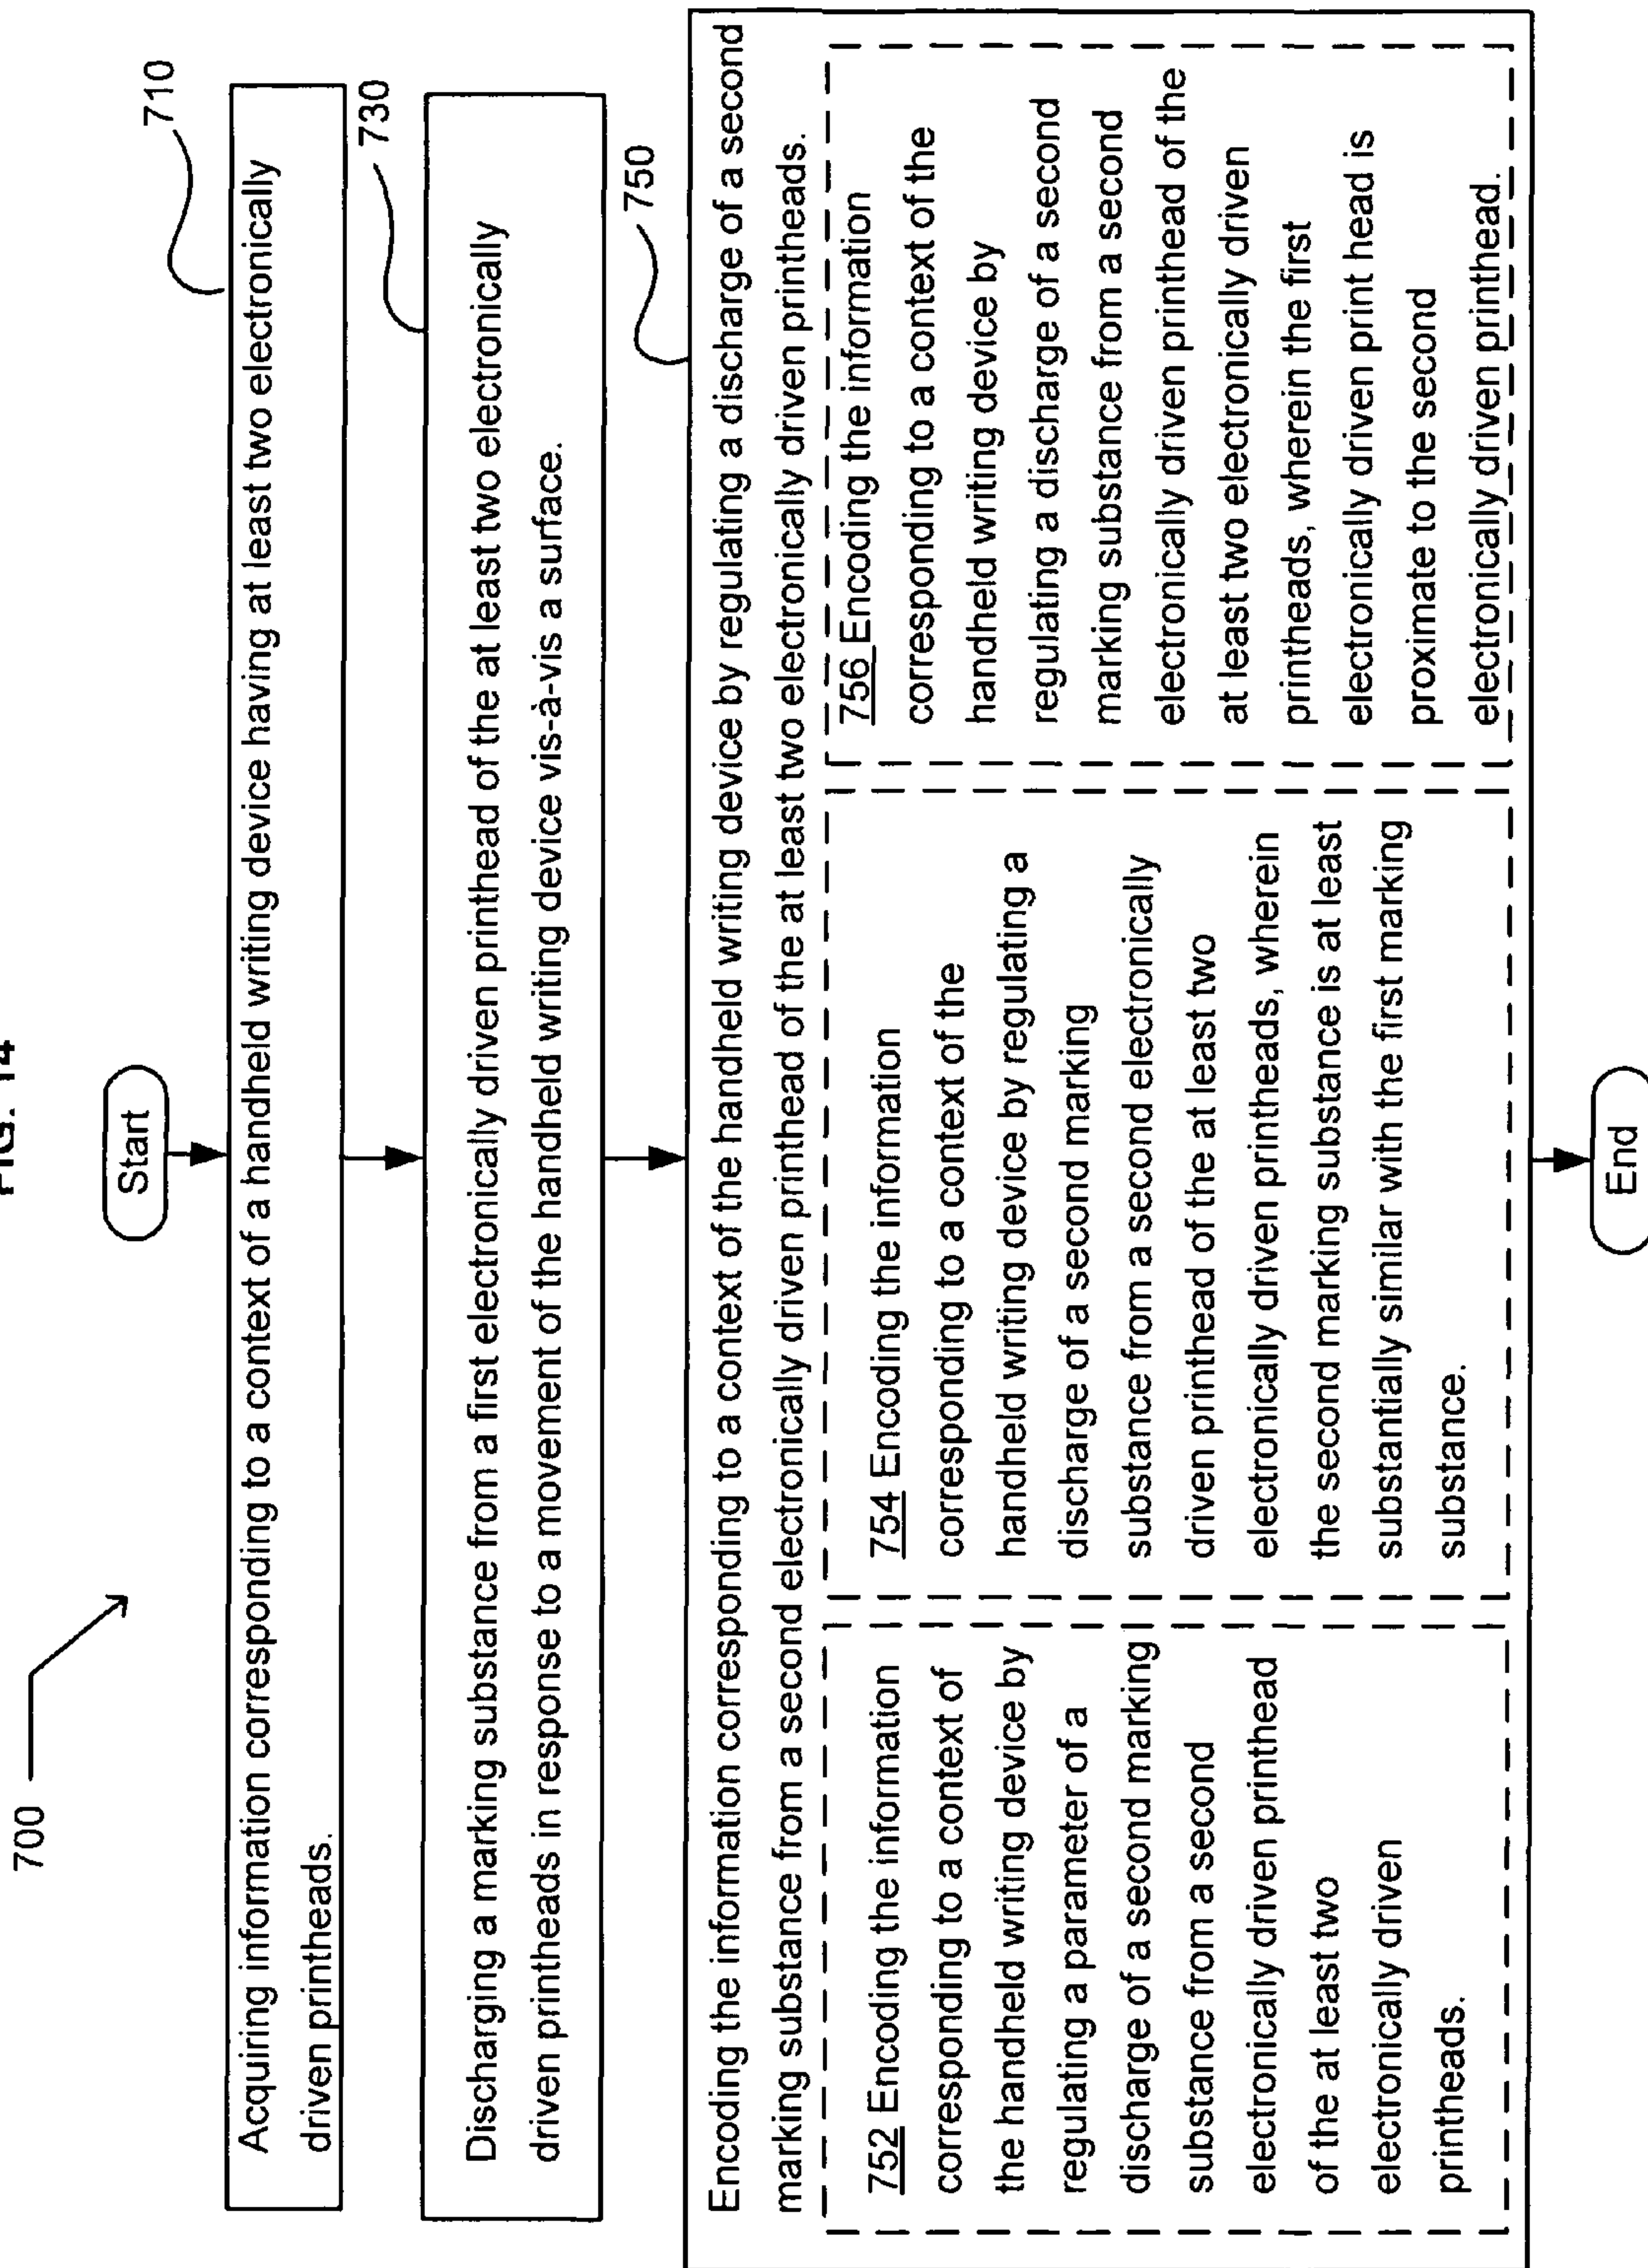 FIG. 14
700
Start
710
Acquiring information corresponding to a context of a handheld writing device having at least two electronically
driven printheads.
730
Discharging a marking substance from a first electronically driven printhead of the at least two electronically
driven printheads in response to a movement of the handheld writing device vis-à-vis a surface.
750
Encoding the information corresponding to a context of the handheld writing device by regulating a discharge of a second
marking substance from a second electronically driven printhead of the at least two electronically driven printheads.
752 Encoding the information
corresponding to a context of
the handheld writing device by
regulating a parameter of a
discharge of a second marking
substance from a second
electronically driven printhead
of the at least two
electronically driven
printheads.
754 Encoding the information
corresponding to a context of the
handheld writing device by regulating a
discharge of a second marking
substance from a second electronically
driven printhead of the at least two
electronically driven printheads, wherein
the second marking substance is at least
substantially similar with the first marking
substance.
756 Encoding the information
corresponding to a context of the
handheld writing device by
regulating a discharge of a second
marking substance from a second
electronically driven printhead of the
at least two electronically driven
printheads, wherein the first
electronically driven print head is
proximate to the second
electronically driven printhead.
End